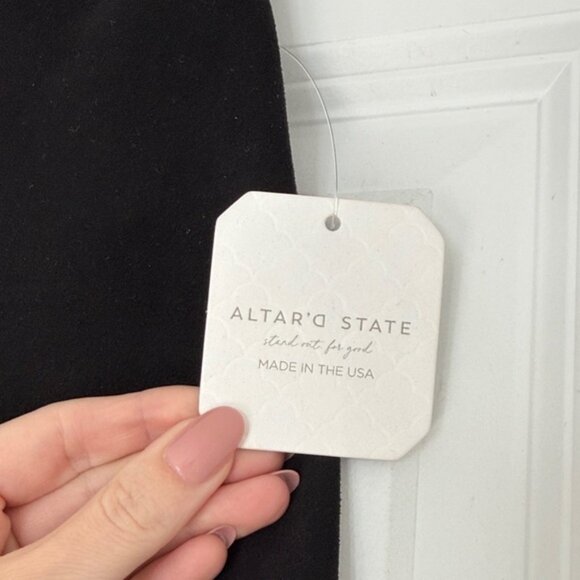 ALTAR'D STATE
stand out for good
MADE IN THE USA